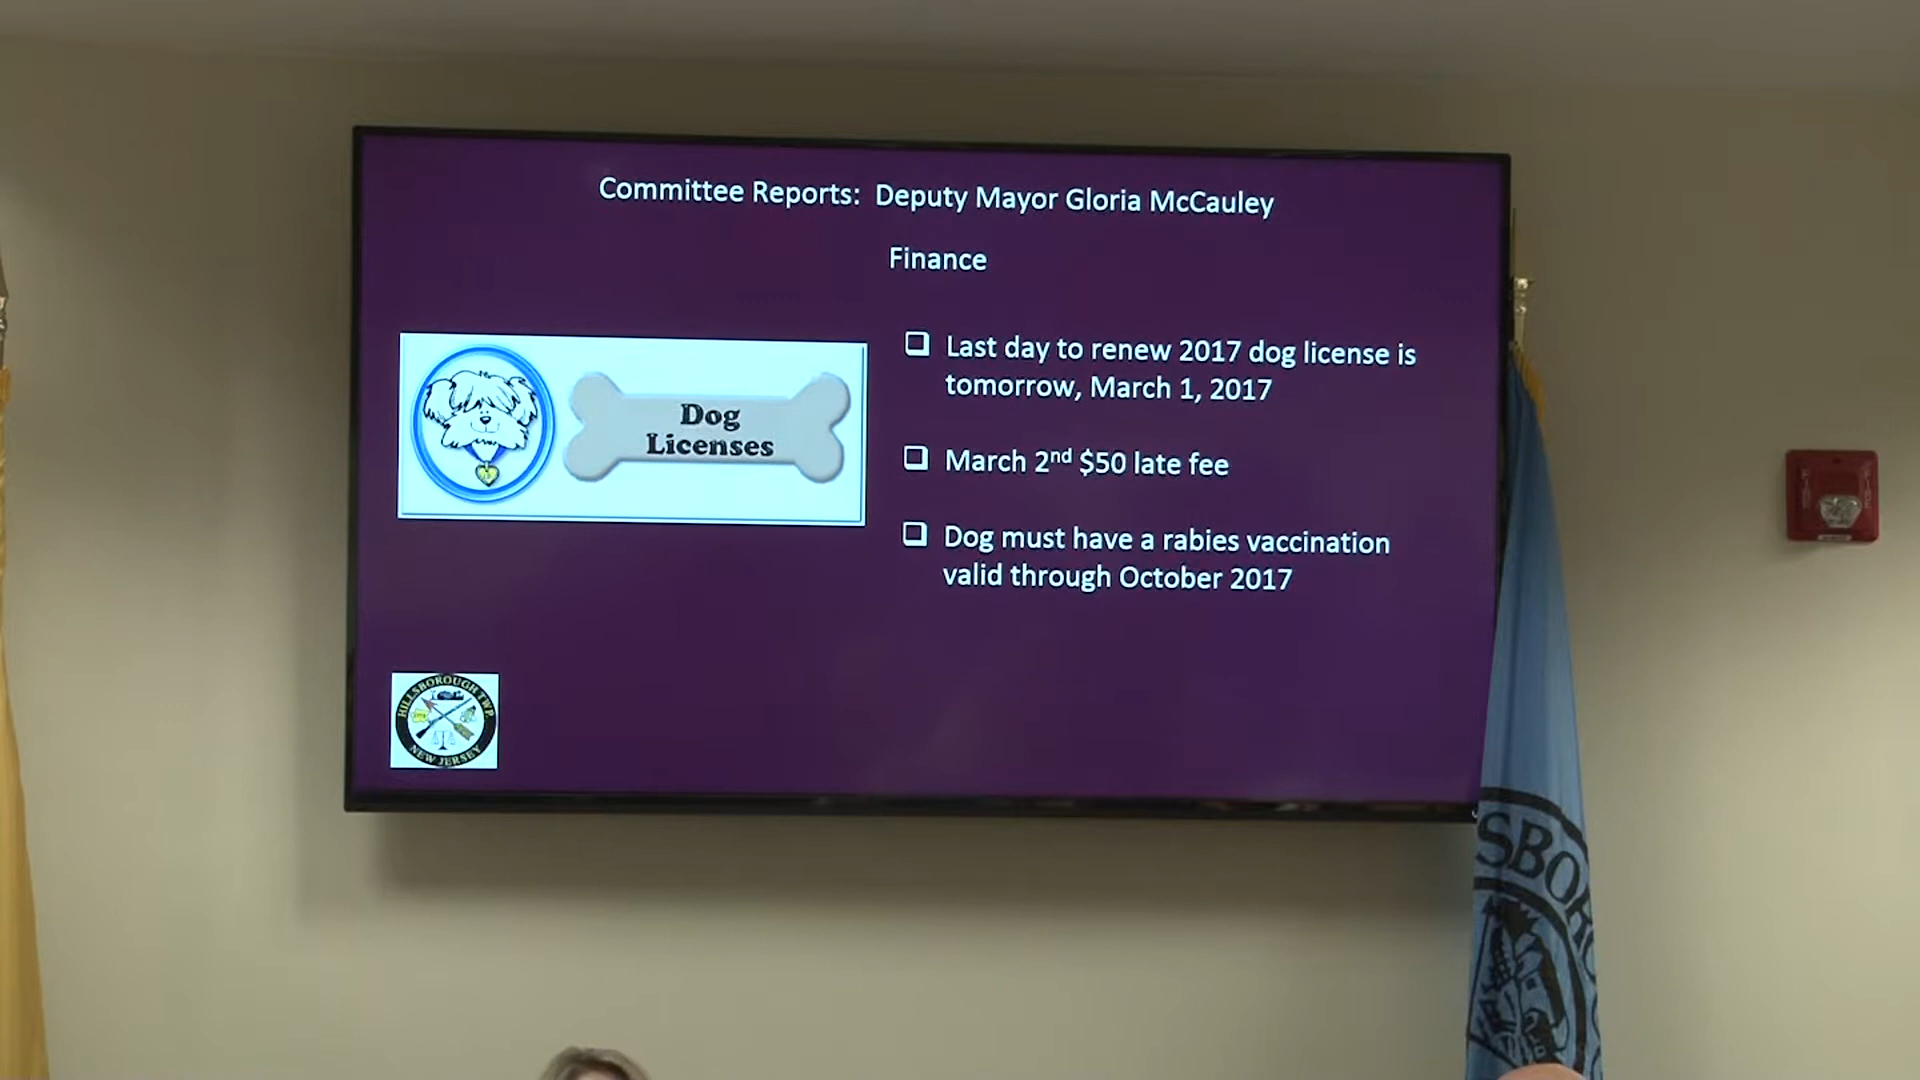 Committee Reports: Deputy Mayor Gloria McCauley
Finance
Dog
Licenses
Last day to renew 2017 dog license is
tomorrow, March 1, 2017
March 2nd $50 late fee
Dog must have a rabies vaccination
valid through October 2017
HILLSBOROUGH TWP.
NEW JERSEY
SBORO